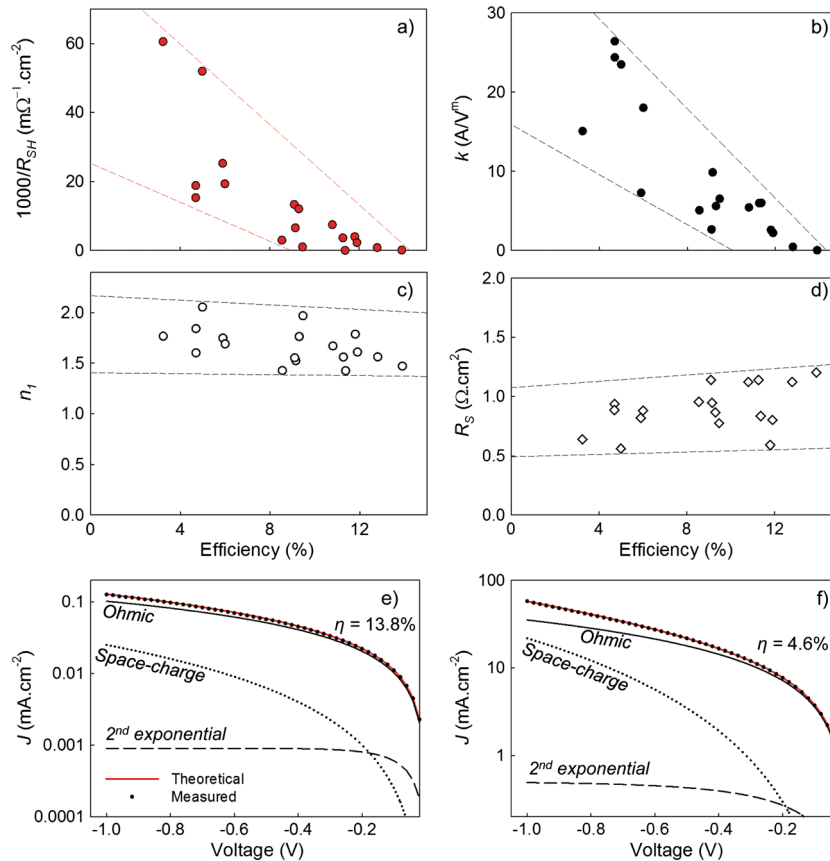 a)
60
40
20
0
1000/R_SH (mΩ⁻¹.cm⁻²)
b)
30
20
10
0
k (A/Vᵐ)
c)
2.0
1.5
1.0
0.5
0.0
n₁
0 4 8 12
Efficiency (%)
d)
2.0
1.5
1.0
0.5
0.0
R_S (Ω.cm²)
0 4 8 12
Efficiency (%)
e)
η = 13.8%
0.1
0.01
0.001
0.0001
J (mA.cm⁻²)
Ohmic
Space-charge
2ⁿᵈ exponential
Theoretical
Measured
-1.0 -0.8 -0.6 -0.4 -0.2
Voltage (V)
f)
η = 4.6%
100
10
1
J (mA.cm⁻²)
Ohmic
Space-charge
2ⁿᵈ exponential
-1.0 -0.8 -0.6 -0.4 -0.2
Voltage (V)